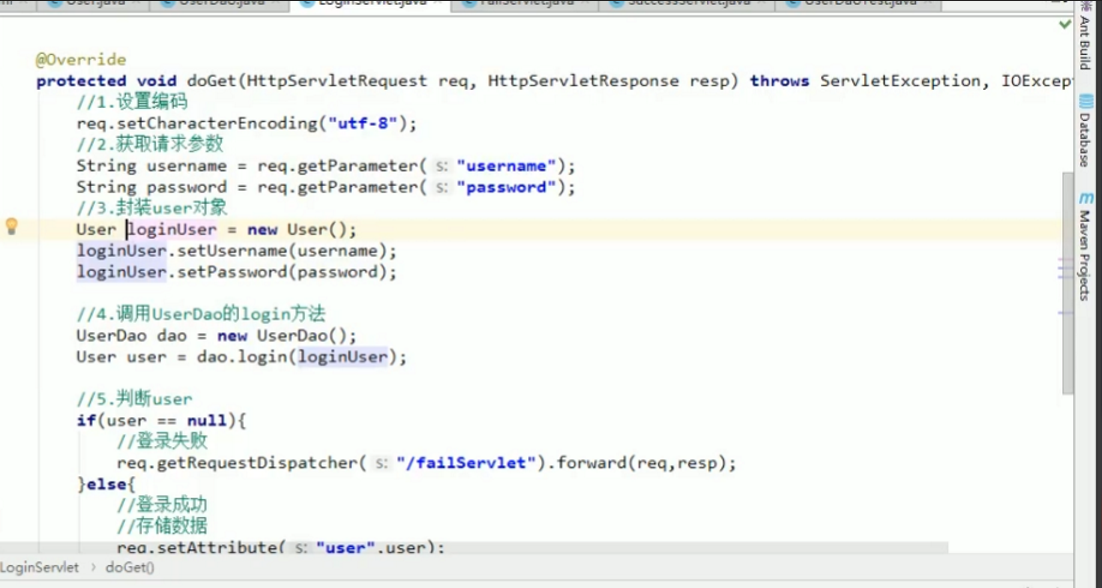 User.java UserDao.java LoginServlet.java FailServlet.java SuccessServlet.java UserDaoTest.java
@Override
protected void doGet(HttpServletRequest req, HttpServletResponse resp) throws ServletException, IOExcep
//1.设置编码
req.setCharacterEncoding("utf-8");
//2.获取请求参数
String username = req.getParameter( s: "username");
String password = req.getParameter( s: "password");
//3.封装user对象
User loginUser = new User();
loginUser.setUsername(username);
loginUser.setPassword(password);
//4.调用UserDao的login方法
UserDao dao = new UserDao();
User user = dao.login(loginUser);
//5.判断user
if(user == null){
//登录失败
req.getRequestDispatcher( s: "/failServlet").forward(req,resp);
}else{
//登录成功
//存储数据
req.setAttribute( s: "user",user);
LoginServlet › doGet()
Ant Build
Database
Maven Projects